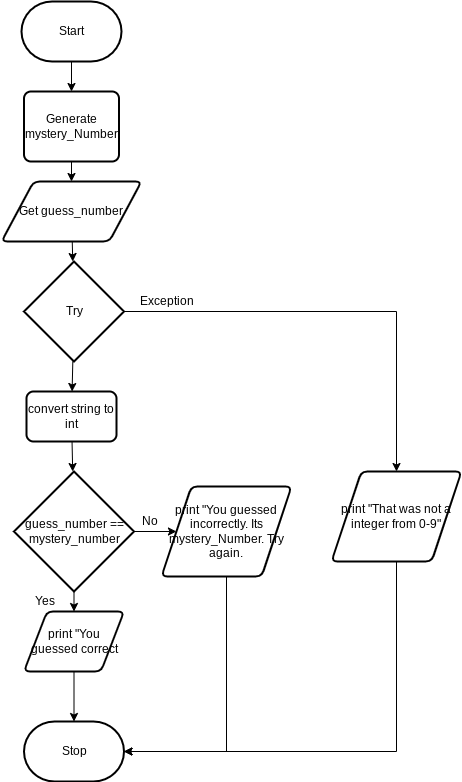 Start
Generate
mystery_Number
Get guess_number
Try
Exception
convert string to
int
guess_number ==
mystery_number
No
print "You guessed
incorrectly. Its
mystery_Number. Try
again.
print "That was not a
integer from 0-9"
Yes
print "You
guessed correct
Stop